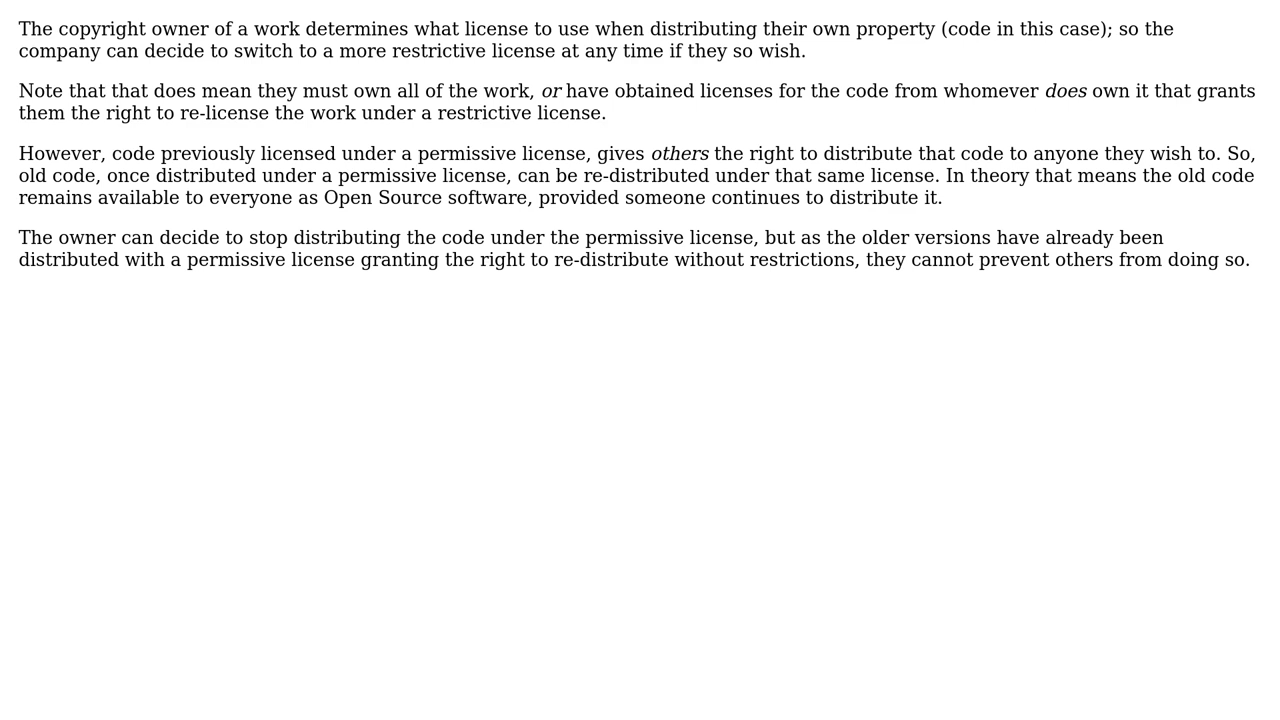 The copyright owner of a work determines what license to use when distributing their own property (code in this case); so the
company can decide to switch to a more restrictive license at any time if they so wish.
Note that that does mean they must own all of the work, or have obtained licenses for the code from whomever does own it that grants
them the right to re-license the work under a restrictive license.
However, code previously licensed under a permissive license, gives others the right to distribute that code to anyone they wish to. So,
old code, once distributed under a permissive license, can be re-distributed under that same license. In theory that means the old code
remains available to everyone as Open Source software, provided someone continues to distribute it.
The owner can decide to stop distributing the code under the permissive license, but as the older versions have already been
distributed with a permissive license granting the right to re-distribute without restrictions, they cannot prevent others from doing so.